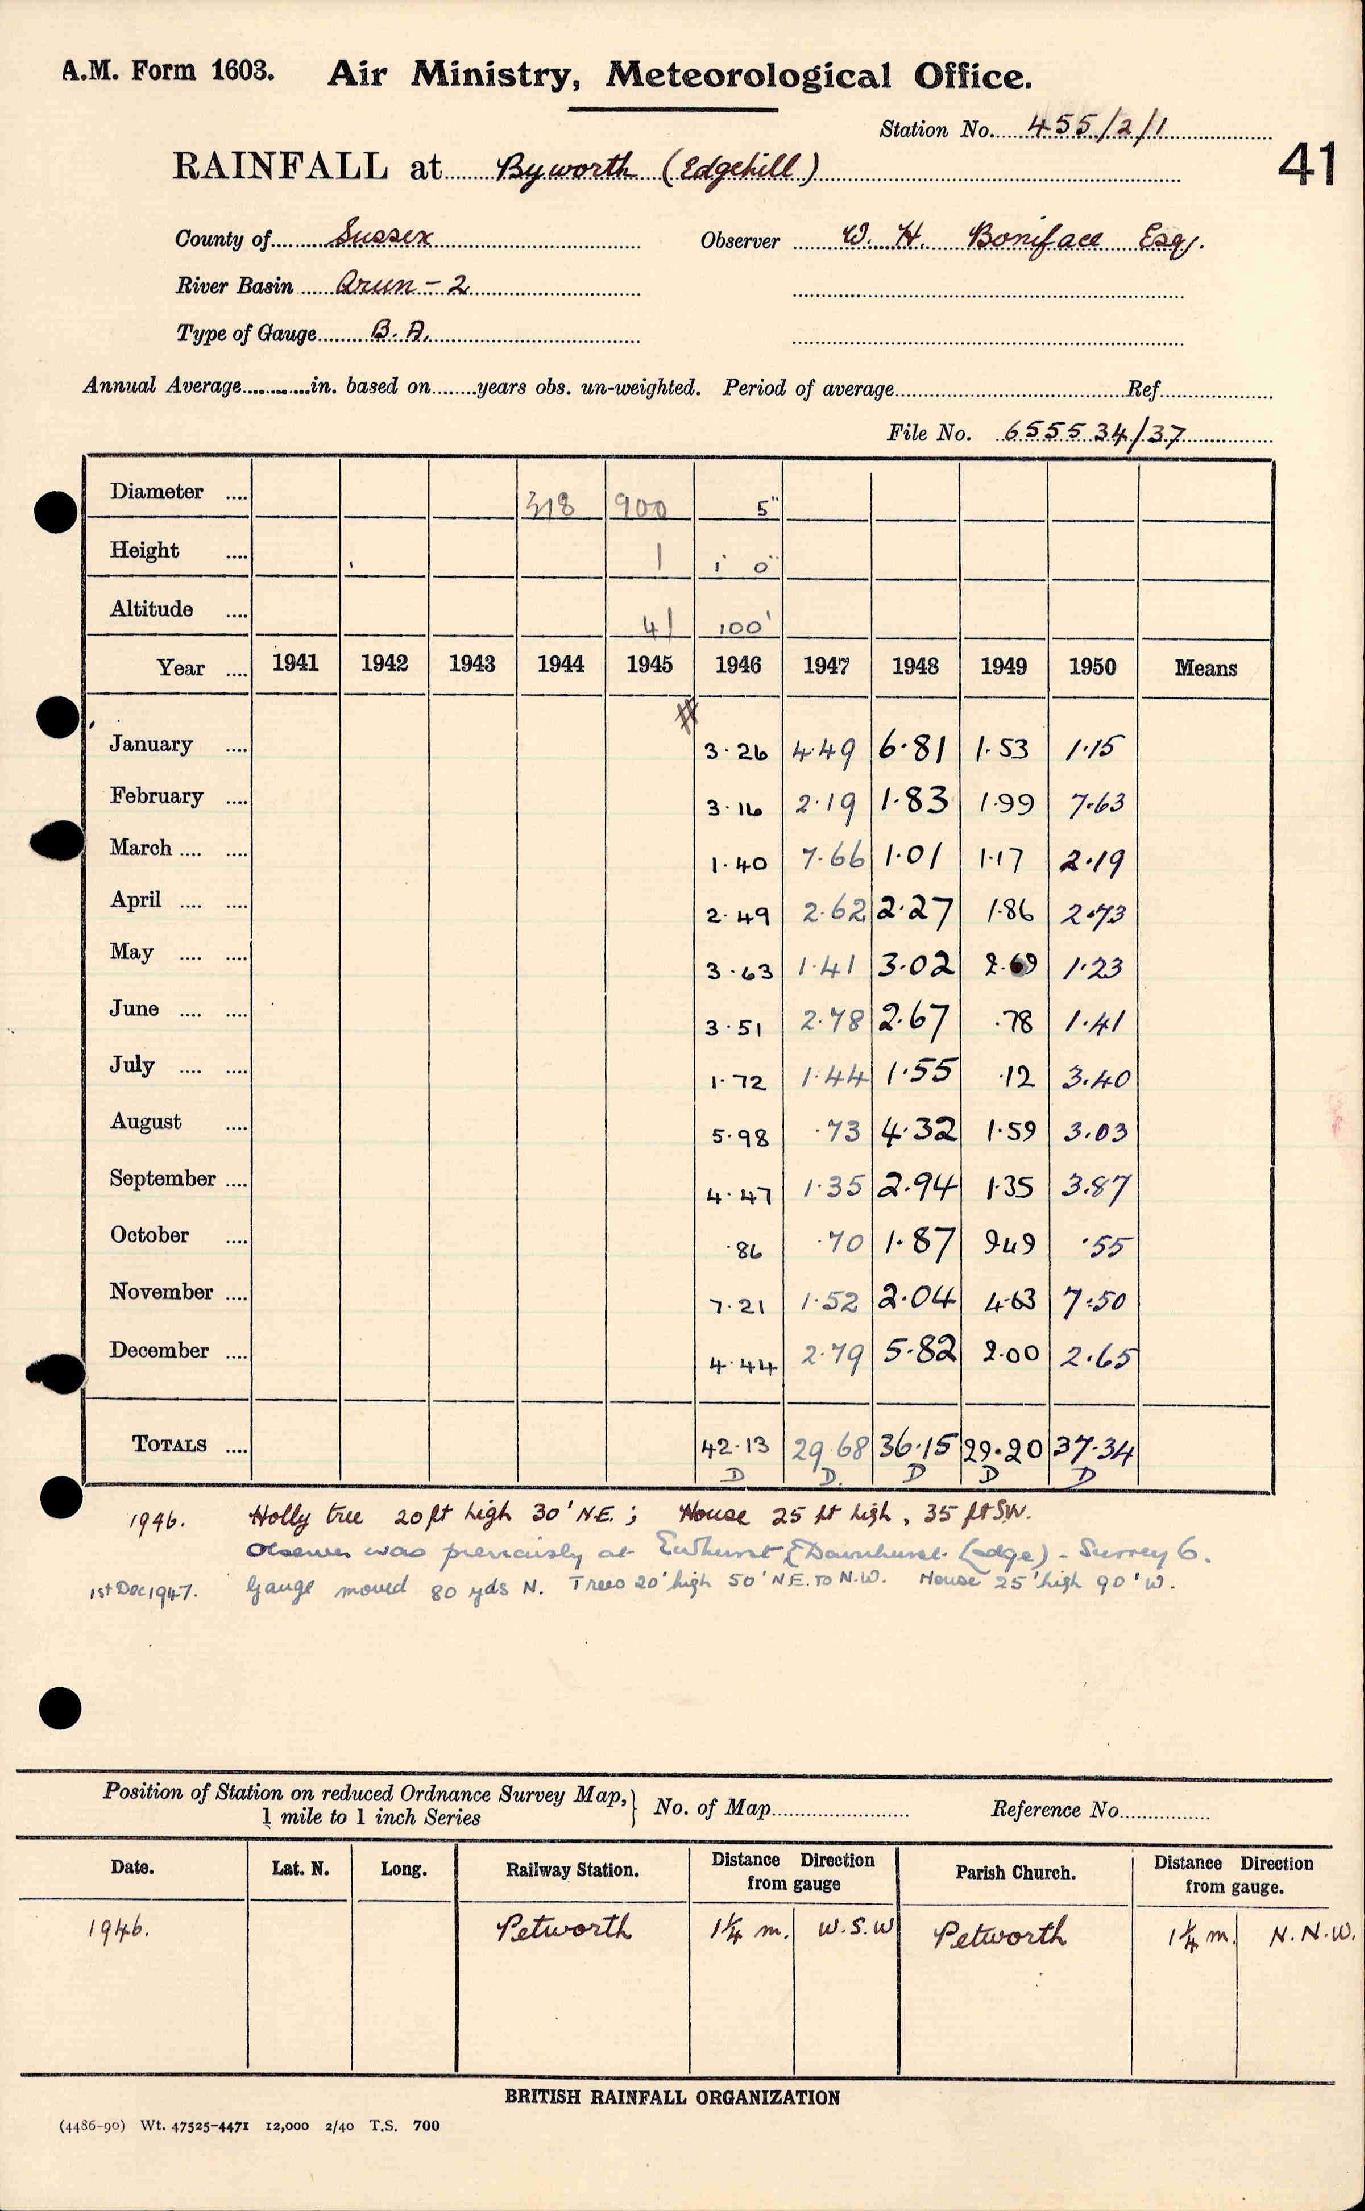 A.M. Form 1603. Air Ministry, Meteorological Office.
Station No. 455/2/1
41
RAINFALL at Byworth (Edgehill)
County of Sussex Observer W. H. Boniface Esq.
River Basin Arun - 2
Type of Gauge B.A.
Annual Average in. based on years obs. un-weighted. Period of average Ref
File No. 655534/37
Diameter .... 318 900 5"
Height .... 1 1' 0"
Altitude .... 41 100'
Year .... 1941 1942 1943 1944 1945 1946 1947 1948 1949 1950 Means
#
January .... 3.26 4.49 6.81 1.53 1.15
February .... 3.16 2.19 1.83 1.99 7.63
March .... .... 1.40 7.66 1.01 1.17 2.19
April .... .... 2.49 2.62 2.27 1.86 2.73
May .... .... 3.63 1.41 3.02 2.69 1.23
June .... .... 3.51 2.78 2.67 .78 1.41
July .... .... 1.72 1.44 1.55 .12 3.40
August .... 5.98 .73 4.32 1.59 3.03
September .... 4.47 1.35 2.94 1.35 3.87
October .... .86 .70 1.87 9.49 .55
November .... 7.21 1.52 2.04 4.63 7.50
December .... 4.44 2.79 5.82 2.00 2.65
TOTALS .... 42.13 29.68 36.15 29.20 37.34
D D. D D D
1946. Holly tree 20 ft high 30' N.E. ; House 25 ft high, 35 ft S.W.
Observer was previously at Ewhurst (edge) - Surrey 6.
1st Dec 1947. Gauge moved 80 yds N. Trees 20' high 50' N.E. TO N.W. House 25' high 90' W.
Position of Station on reduced Ordnance Survey Map,} No. of Map Reference No.
1 mile to 1 inch Series
Date. Lat. N. Long. Railway Station. Distance Direction from gauge Parish Church. Distance Direction from gauge.
1946. Petworth 1¼ m. W.S.W Petworth 1¼ m. N.N.W.
BRITISH RAINFALL ORGANIZATION
(4486-90) Wt. 47525-4471 12,000 2/40 T.S. 700